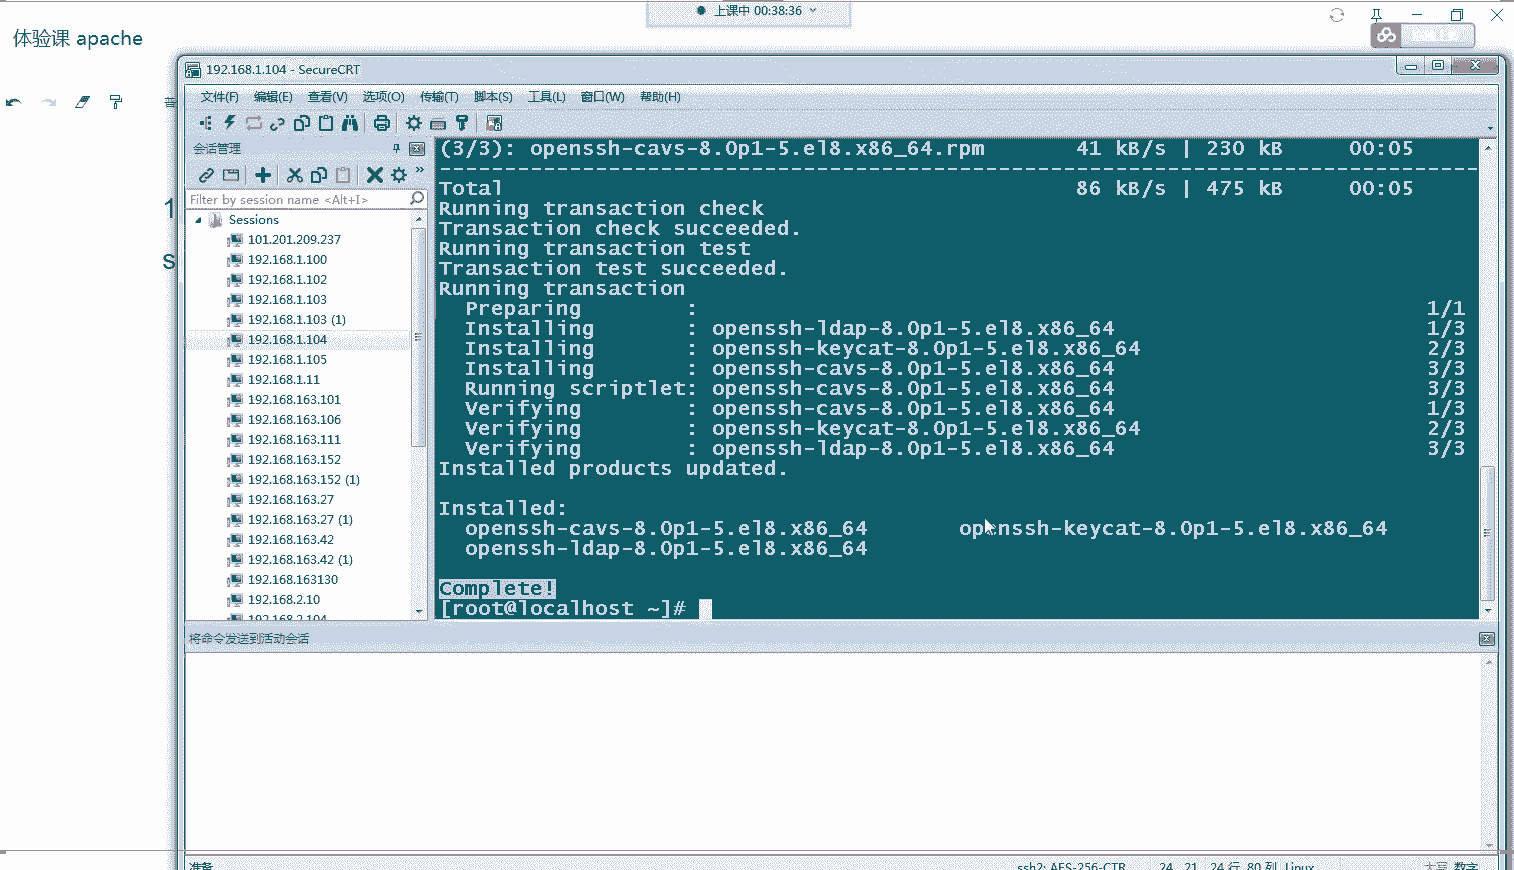 上课中 00:38:36
体验课 apache
192.168.1.104 - SecureCRT
文件(F) 编辑(E) 查看(V) 选项(O) 传输(T) 脚本(S) 工具(L) 窗口(W) 帮助(H)
普
会话管理
Filter by session name <Alt+I>
1
S
Sessions
101.201.209.237
192.168.1.100
192.168.1.102
192.168.1.103
192.168.1.103 (1)
192.168.1.104
192.168.1.105
192.168.1.11
192.168.163.101
192.168.163.106
192.168.163.111
192.168.163.152
192.168.163.152 (1)
192.168.163.27
192.168.163.27 (1)
192.168.163.42
192.168.163.42 (1)
192.168.163130
192.168.2.10
192.168.2.104
(3/3): openssh-cavs-8.0p1-5.el8.x86_64.rpm 41 kB/s | 230 kB 00:05
--------------------------------------------------------------------------------
Total 86 kB/s | 475 kB 00:05
Running transaction check
Transaction check succeeded.
Running transaction test
Transaction test succeeded.
Running transaction
Preparing : 1/1
Installing : openssh-ldap-8.0p1-5.el8.x86_64 1/3
Installing : openssh-keycat-8.0p1-5.el8.x86_64 2/3
Installing : openssh-cavs-8.0p1-5.el8.x86_64 3/3
Running scriptlet: openssh-cavs-8.0p1-5.el8.x86_64 3/3
Verifying : openssh-cavs-8.0p1-5.el8.x86_64 1/3
Verifying : openssh-keycat-8.0p1-5.el8.x86_64 2/3
Verifying : openssh-ldap-8.0p1-5.el8.x86_64 3/3
Installed products updated.
Installed:
openssh-cavs-8.0p1-5.el8.x86_64 openssh-keycat-8.0p1-5.el8.x86_64
openssh-ldap-8.0p1-5.el8.x86_64
Complete!
[root@localhost ~]#
将命令发送到活动会话
准备 ssh2: AES-256-CTR 24, 21 24 行, 80 列 Linux 大写 数字